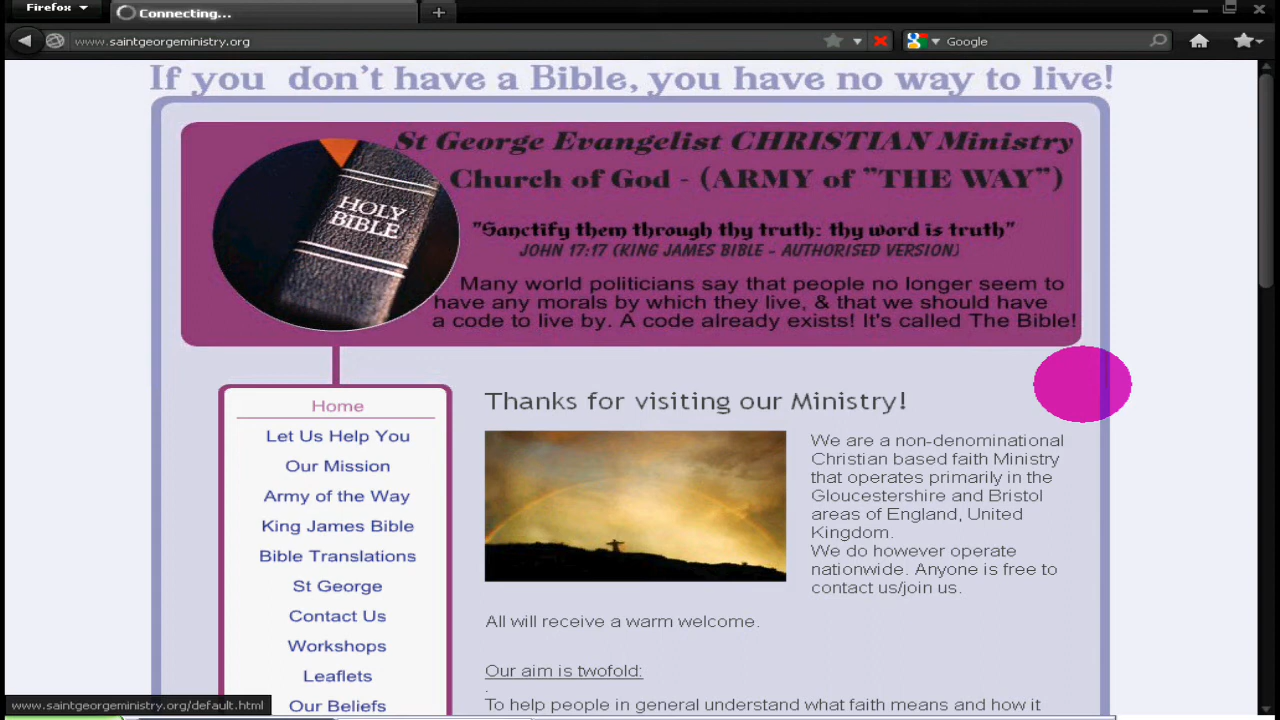 Firefox
Connecting...
www.saintgeorgeministry.org
Google
If you don't have a Bible, you have no way to live!
St George Evangelist CHRISTIAN Ministry
Church of God - (ARMY of "THE WAY")
HOLY
BIBLE
"Sanctify them through thy truth: thy word is truth"
JOHN 17:17 (KING JAMES BIBLE - AUTHORISED VERSION)
Many world politicians say that people no longer seem to
have any morals by which they live, & that we should have
a code to live by. A code already exists! It's called The Bible!
Home
Let Us Help You
Our Mission
Army of the Way
King James Bible
Bible Translations
St George
Contact Us
Workshops
Leaflets
Our Beliefs
Thanks for visiting our Ministry!
We are a non-denominational
Christian based faith Ministry
that operates primarily in the
Gloucestershire and Bristol
areas of England, United
Kingdom.
We do however operate
nationwide. Anyone is free to
contact us/join us.
All will receive a warm welcome.
Our aim is twofold:
.
To help people in general understand what faith means and how it
www.saintgeorgeministry.org/default.html